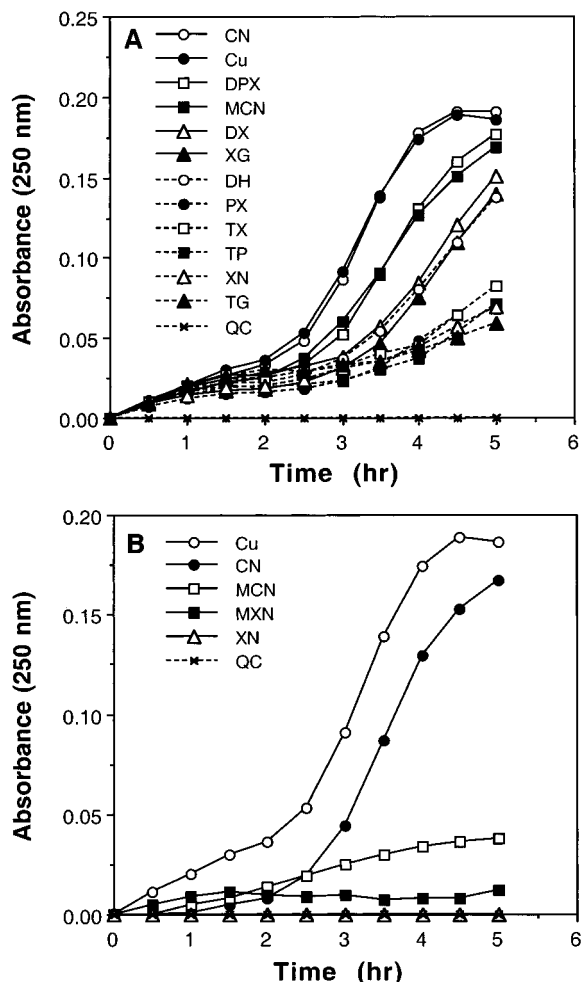 A
CN
Cu
DPX
MCN
DX
XG
DH
PX
TX
TP
XN
TG
QC
Absorbance (250 nm)
0.25
0.20
0.15
0.10
0.05
0.00
0 1 2 3 4 5 6
Time (hr)
B
Cu
CN
MCN
MXN
XN
QC
Absorbance (250 nm)
0.20
0.15
0.10
0.05
0.00
0 1 2 3 4 5 6
Time (hr)